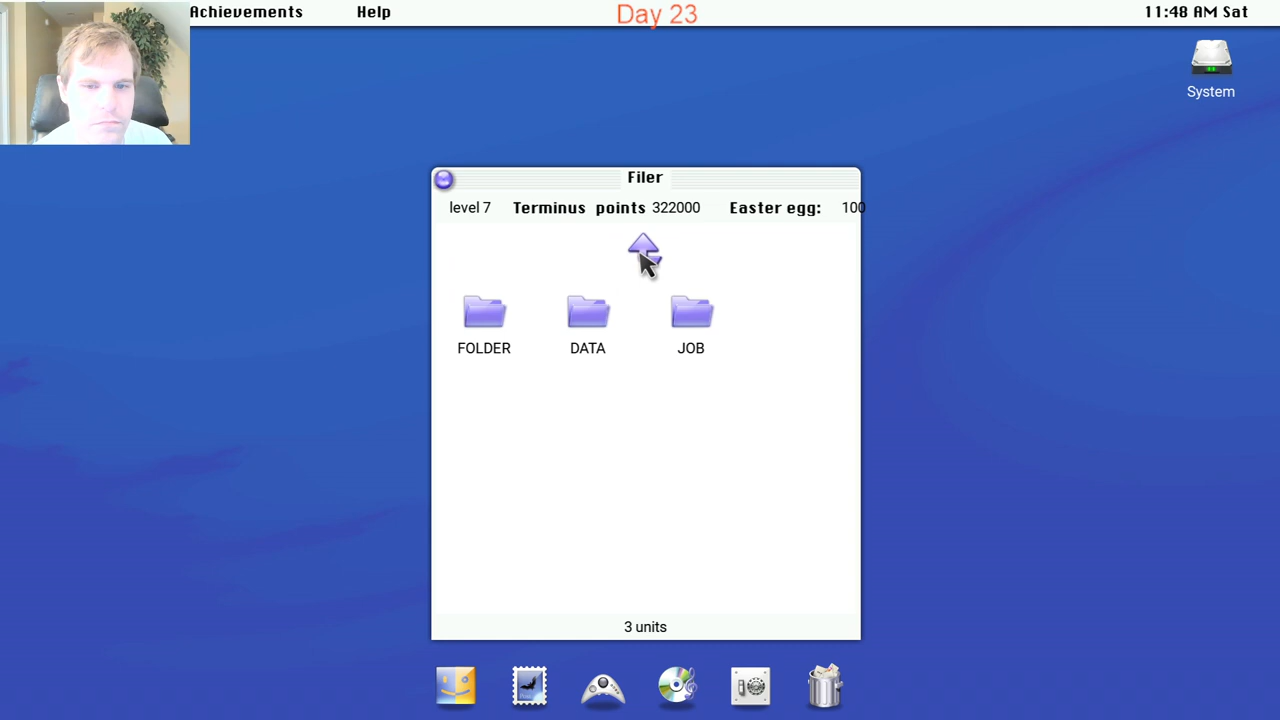 Achievements Help Day 23 11:48 AM Sat
System
Filer
level 7 Terminus points 322000 Easter egg: 100
FOLDER DATA JOB
3 units